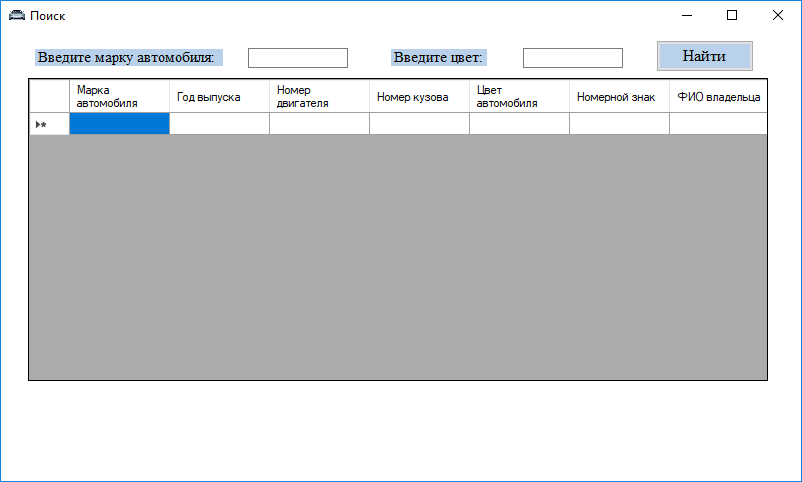 Поиск
Введите марку автомобиля:
Введите цвет:
Найти
Марка автомобиля
Год выпуска
Номер двигателя
Номер кузова
Цвет автомобиля
Номерной знак
ФИО владельца